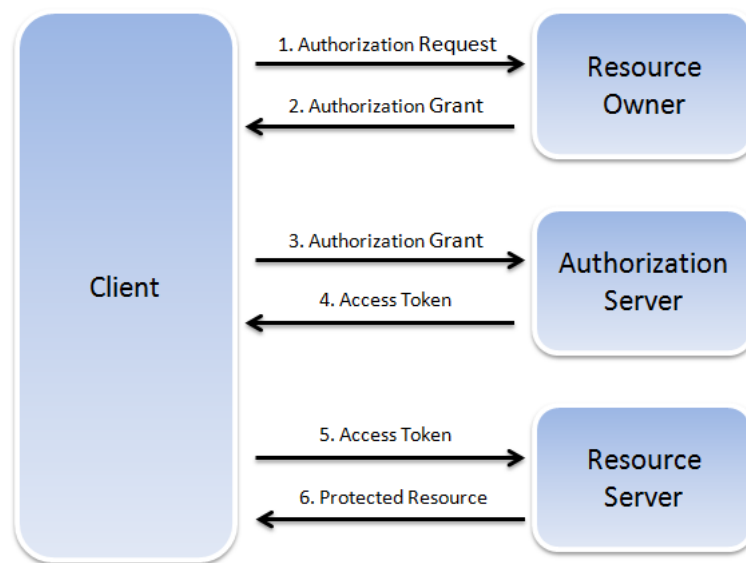 1. Authorization Request
Resource
Owner
2. Authorization Grant
3. Authorization Grant
Authorization
Server
Client
4. Access Token
5. Access Token
Resource
Server
6. Protected Resource